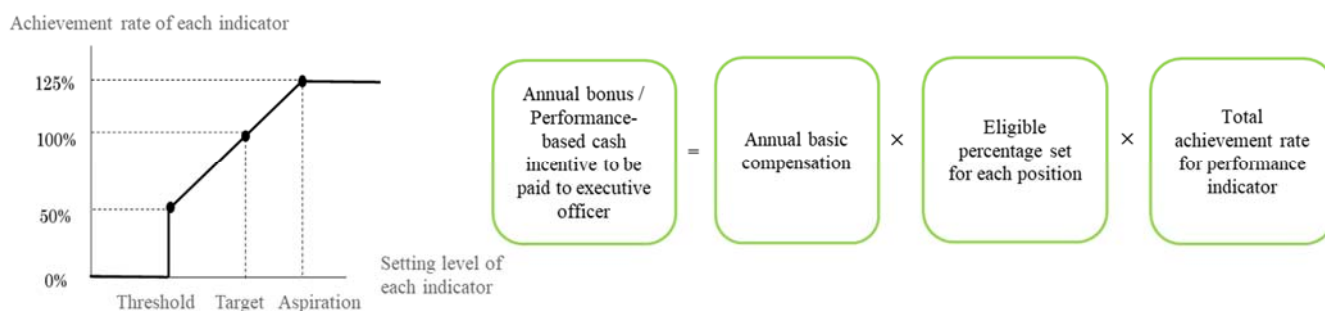 Achievement rate of each indicator
125%
100%
50%
0%
Threshold
Target
Aspiration
Setting level of
each indicator
Annual bonus /
Performance-
based cash
incentive to be
paid to executive
officer
=
Annual basic
compensation
×
Eligible
percentage set
for each position
×
Total
achievement rate
for performance
indicator